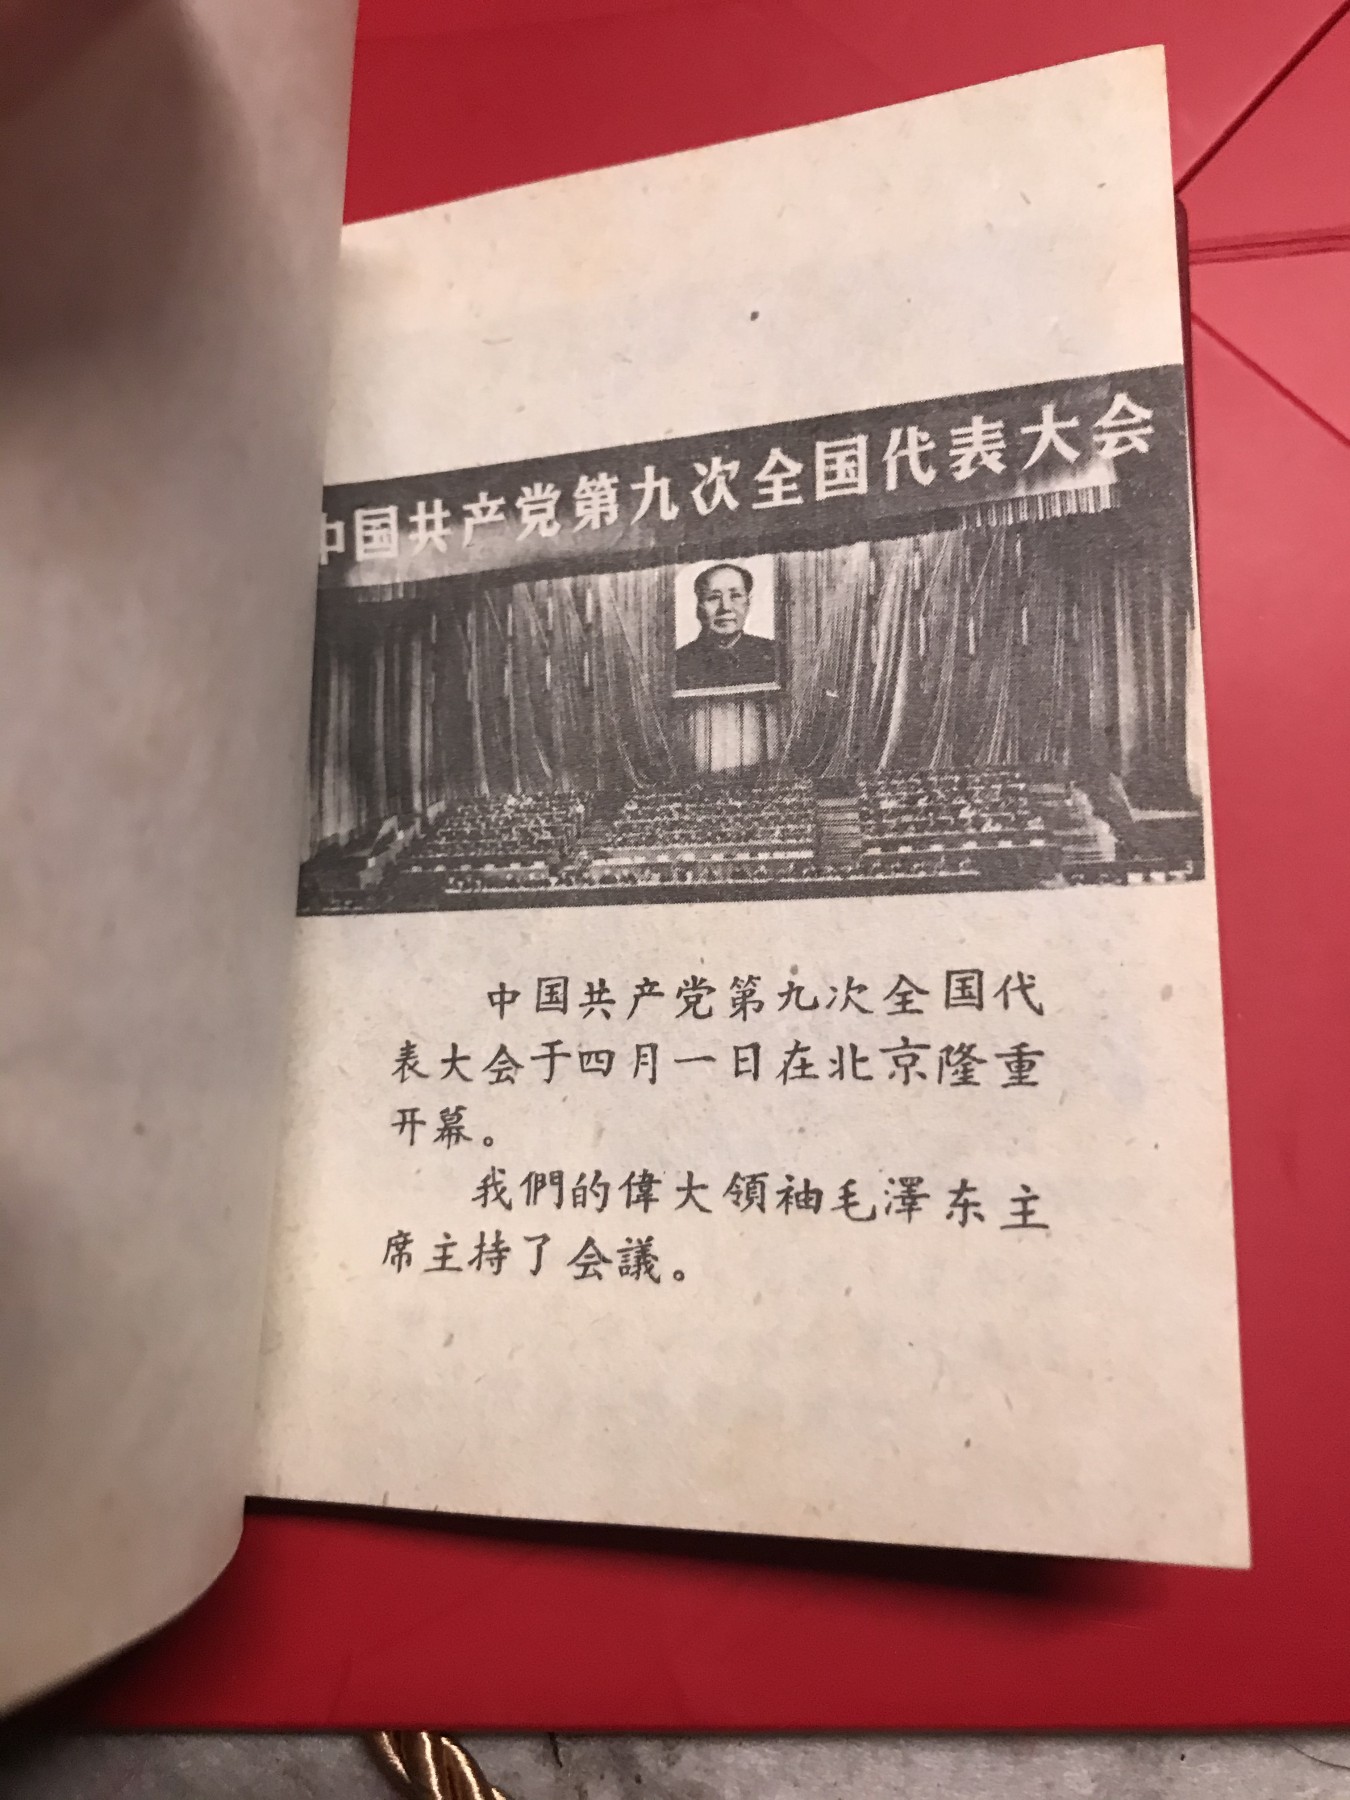 中国共产党第九次全国代表大会
中国共产党第九次全国代
表大会于四月一日在北京隆重
开幕。
我們的偉大領袖毛澤东主
席主持了会議。